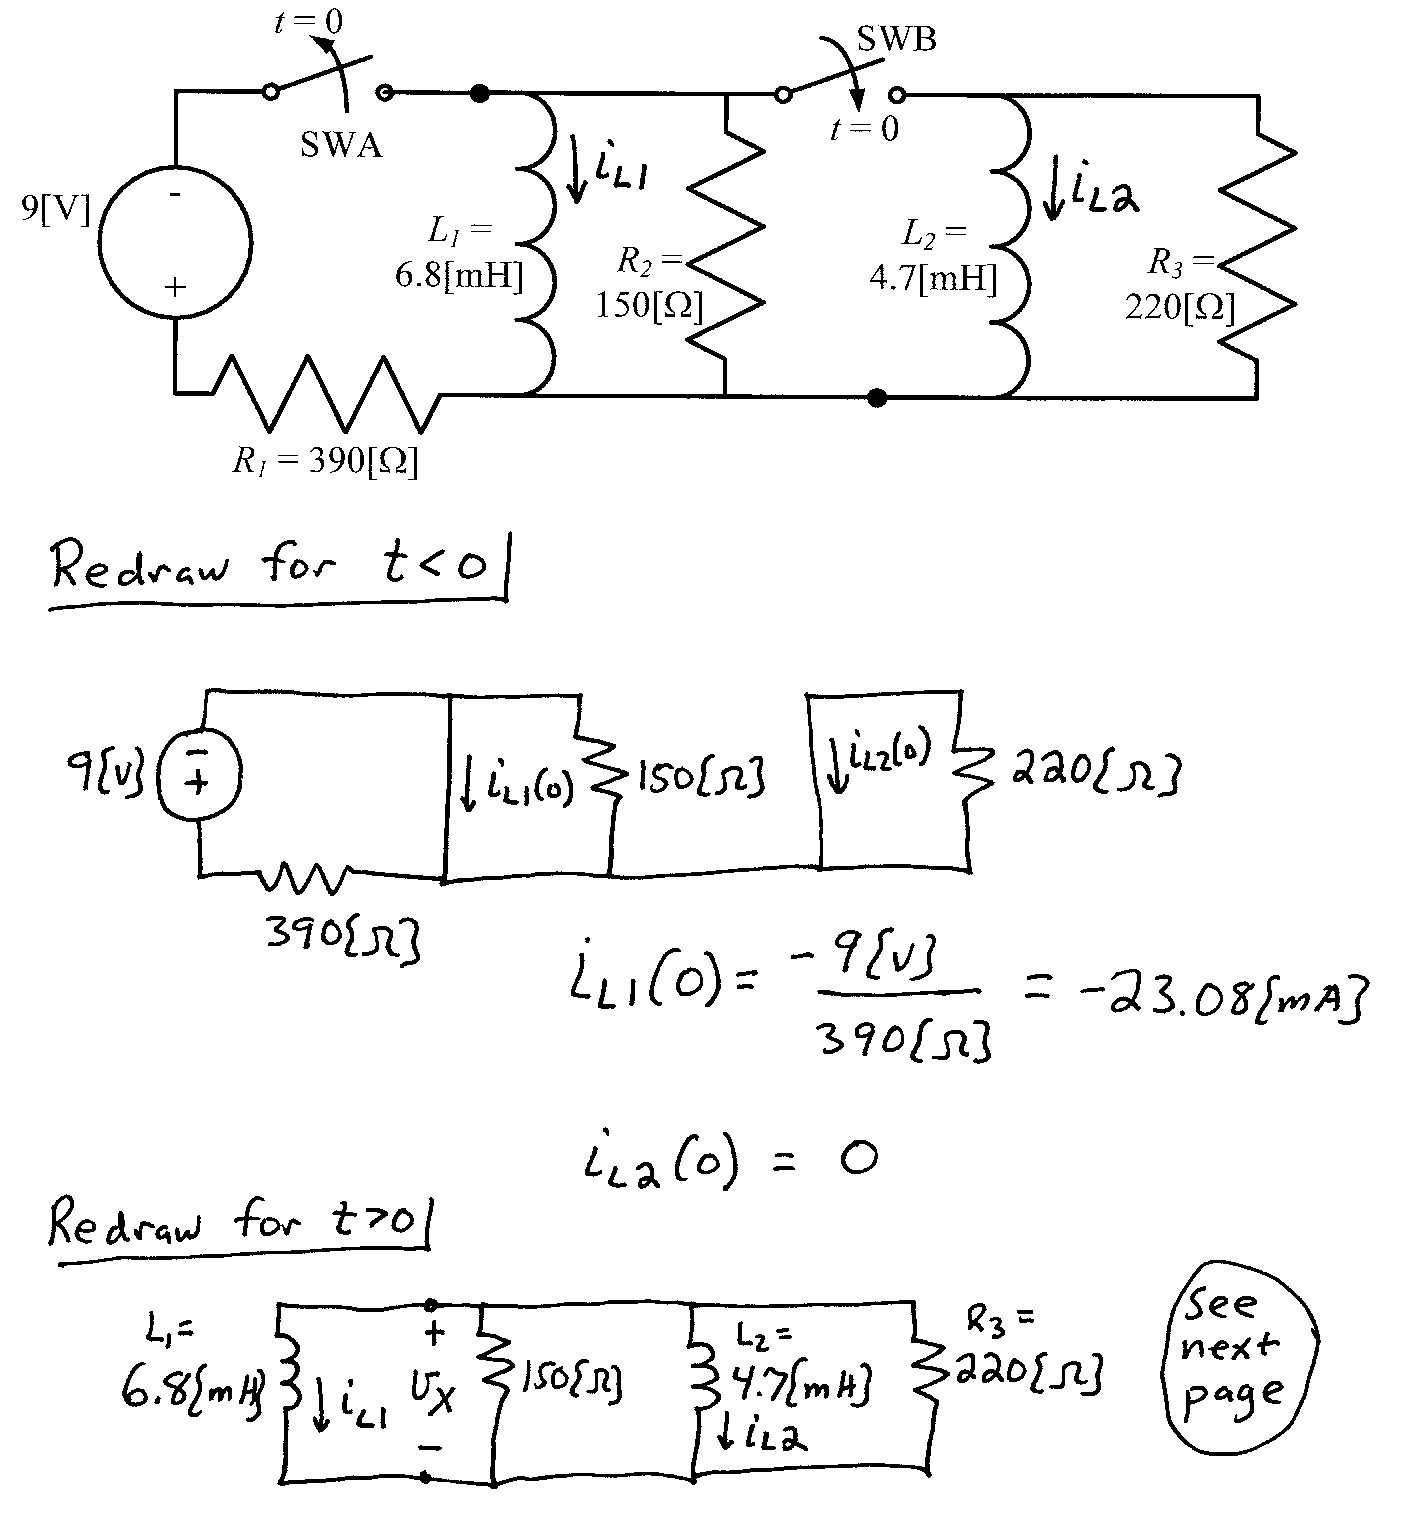 t = 0
SWB
SWA
t = 0
iL1
iL2
9[V]
-
+
L1 =
6.8[mH]
R2 =
150[Ω]
L2 =
4.7[mH]
R3 =
220[Ω]
R1 = 390[Ω]
Redraw for t<0
9[V]
-
+
iL1(0)
150[Ω]
iL2(0)
220[Ω]
390[Ω]
iL1(0) = -9[V] / 390[Ω] = -23.08[mA]
iL2(0) = 0
Redraw for t>0
L1 =
6.8[mH]
iL1
+
vX
-
150[Ω]
L2 =
4.7[mH]
iL2
R3 =
220[Ω]
See
next
page